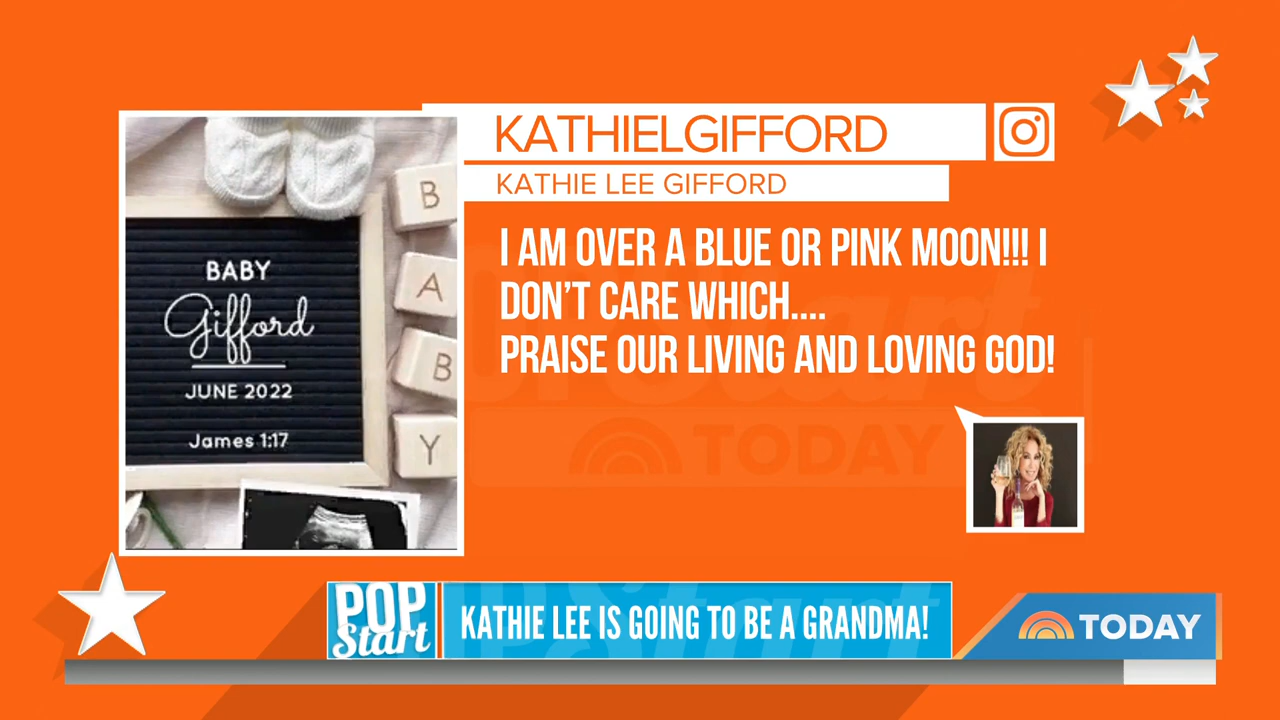 KATHIELGIFFORD
KATHIE LEE GIFFORD
BABY
Gifford
JUNE 2022
James 1:17
B
A
B
Y
I AM OVER A BLUE OR PINK MOON!!! I
DON’T CARE WHICH....
PRAISE OUR LIVING AND LOVING GOD!
TODAY
POP
Start
KATHIE LEE IS GOING TO BE A GRANDMA!
TODAY